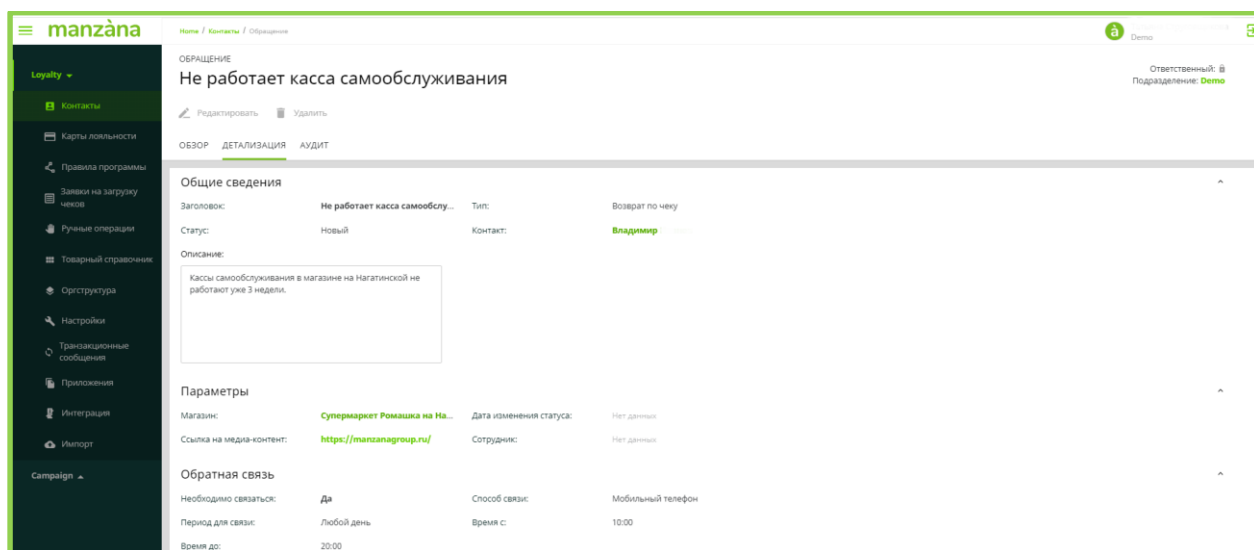 manzàna
Home / Контакты / Обращение
à
Demo
ОБРАЩЕНИЕ
Не работает касса самообслуживания
Ответственный:
Подразделение: Demo
Редактировать Удалить
ОБЗОР ДЕТАЛИЗАЦИЯ АУДИТ
Loyalty
Контакты
Карты лояльности
Правила программы
Заявки на загрузку
чеков
Ручные операции
Товарный справочник
Оргструктура
Настройки
Транзакционные
сообщения
Приложения
Интеграция
Импорт
Campaign
Общие сведения
Заголовок: Не работает касса самообслу... Тип: Возврат по чеку
Статус: Новый Контакт: Владимир
Описание:
Кассы самообслуживания в магазине на Нагатинской не
работают уже 3 недели.
Параметры
Магазин: Супермаркет Ромашка на На... Дата изменения статуса: Нет данных
Ссылка на медиа-контент: https://manzanagroup.ru/ Сотрудник: Нет данных
Обратная связь
Необходимо связаться: Да Способ связи: Мобильный телефон
Период для связи: Любой день Время с: 10:00
Время до: 20:00